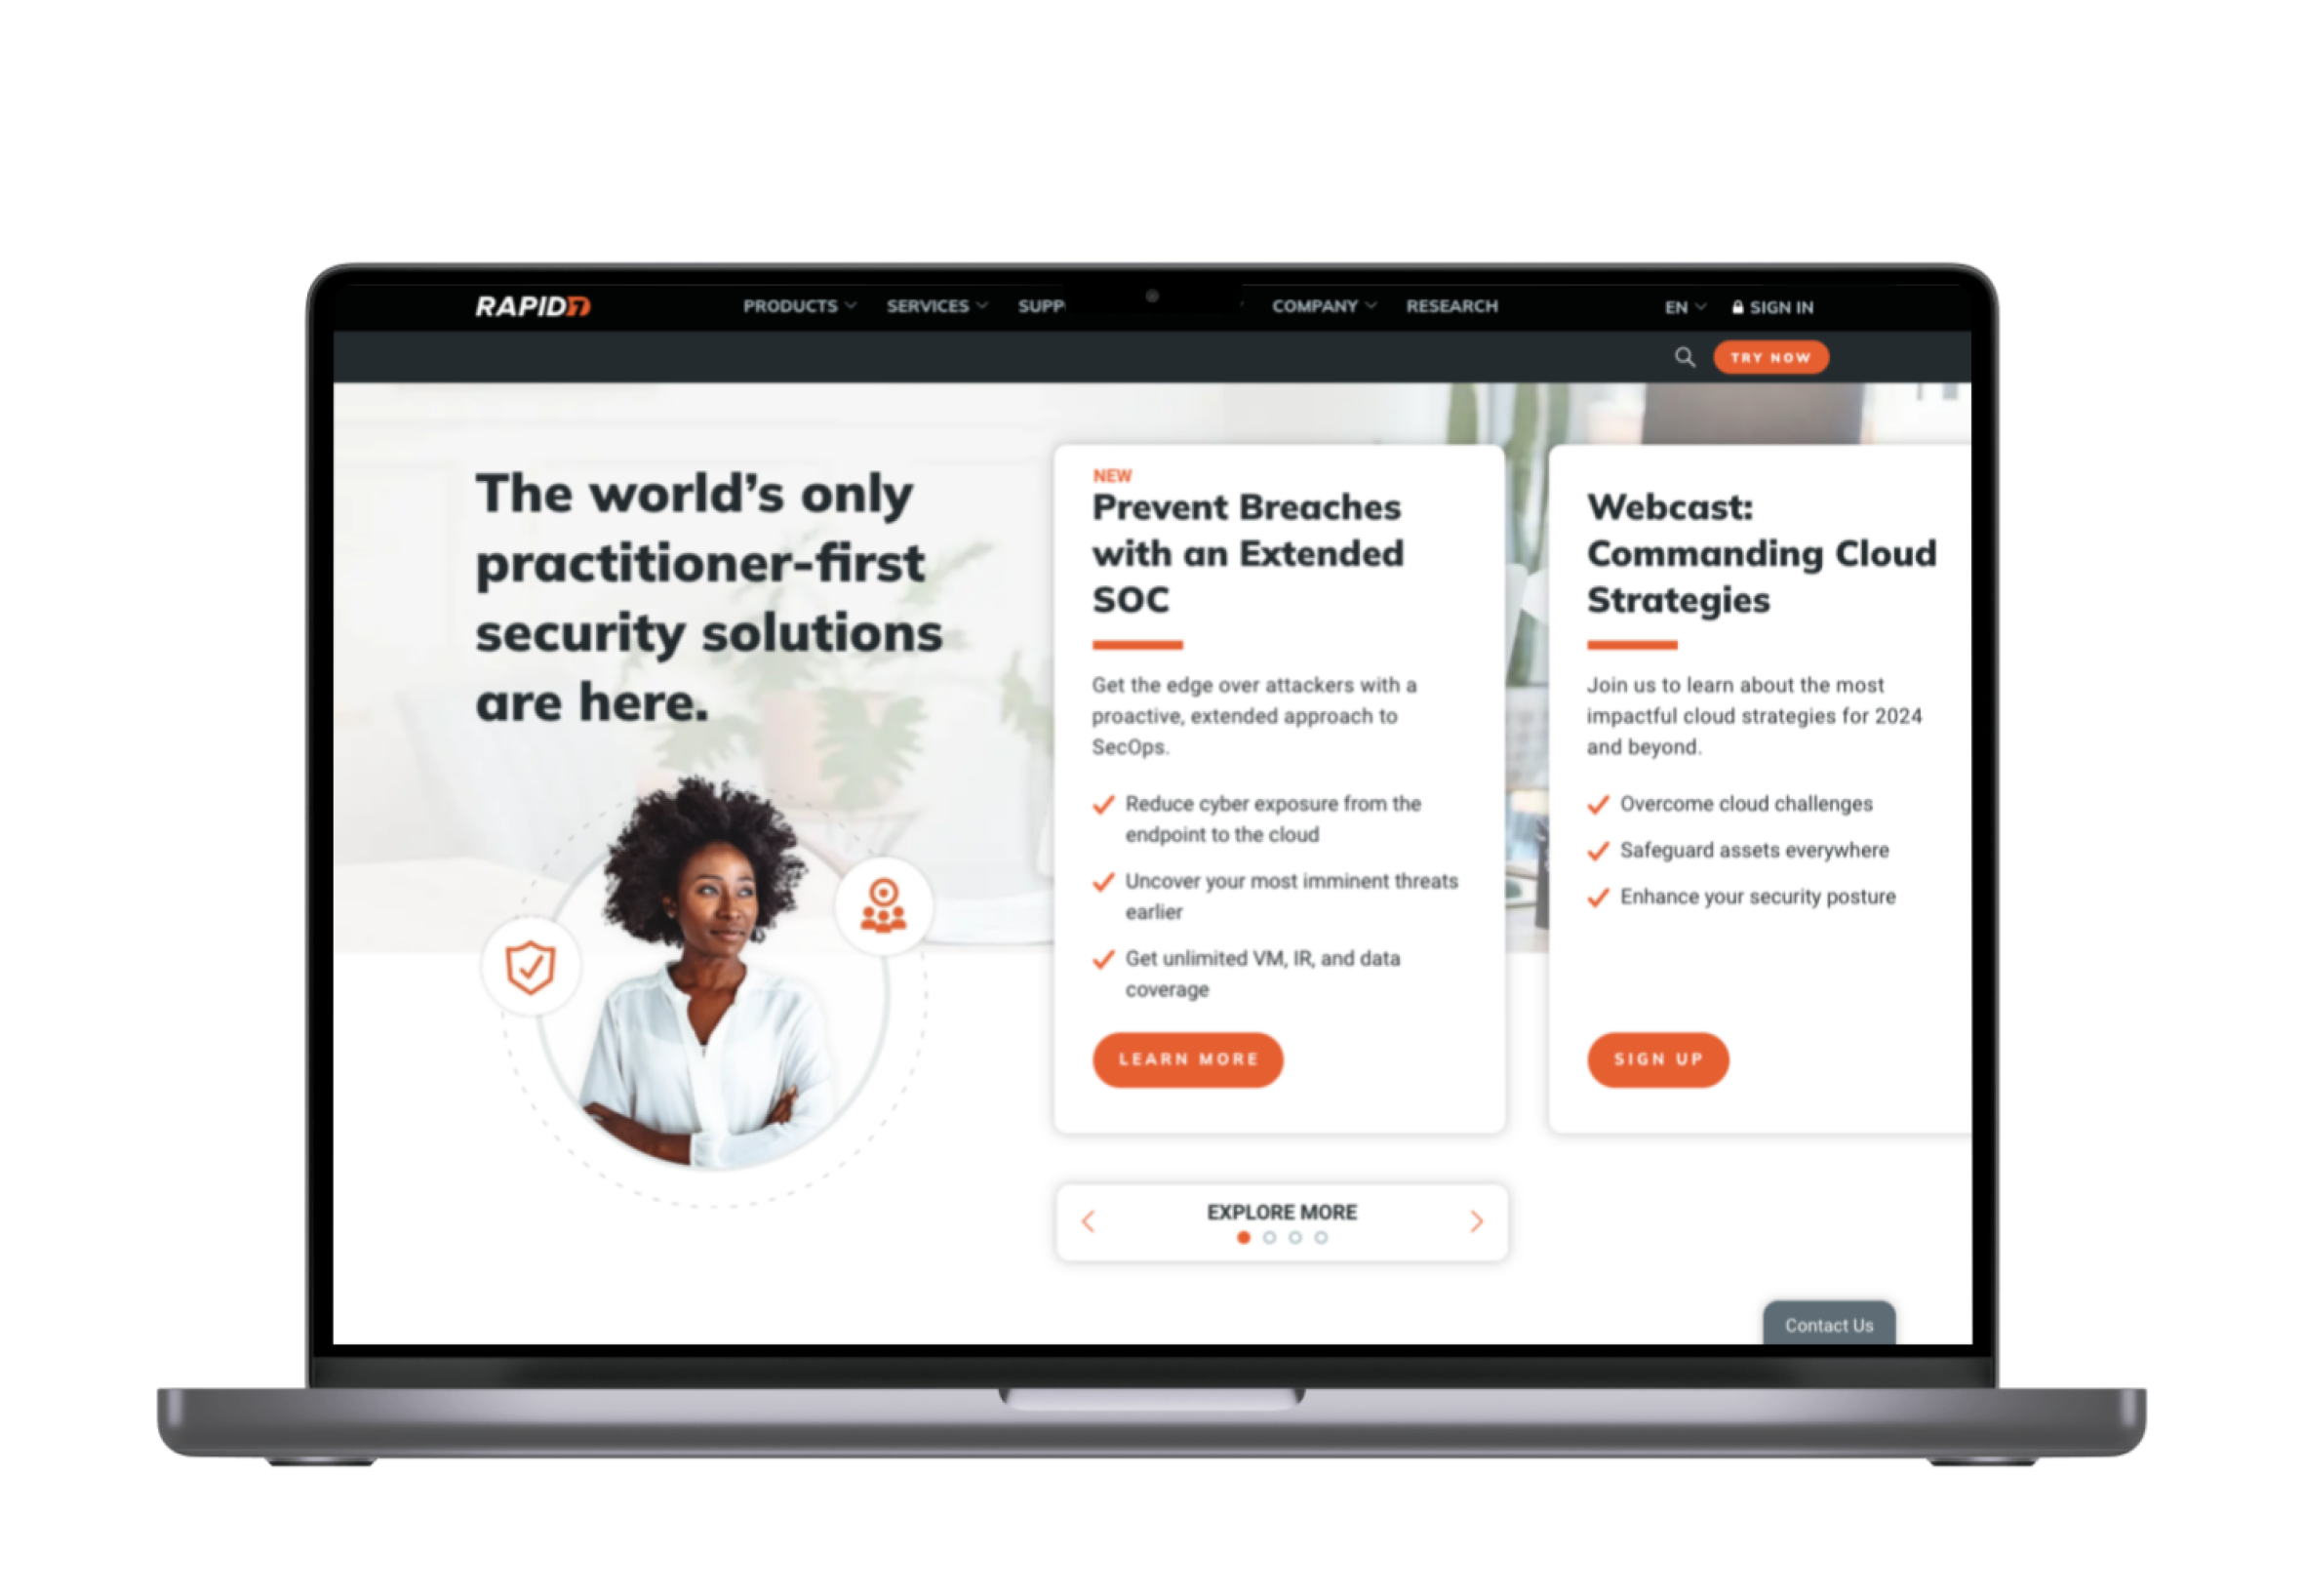 RAPID7
PRODUCTS
SERVICES
COMPANY
RESEARCH
EN
SIGN IN
TRY NOW
The world's only
practitioner-first
security solutions
are here.
NEW
Prevent Breaches
with an Extended
SOC
Get the edge over attackers with a
proactive, extended approach to
SecOps.
Reduce cyber exposure from the
endpoint to the cloud
Uncover your most imminent threats
earlier
Get unlimited VM, IR, and data
coverage
LEARN MORE
Webcast:
Commanding Cloud
Strategies
Join us to learn about the most
impactful cloud strategies for 2024
and beyond.
Overcome cloud challenges
Safeguard assets everywhere
Enhance your security posture
SIGN UP
EXPLORE MORE
Contact Us